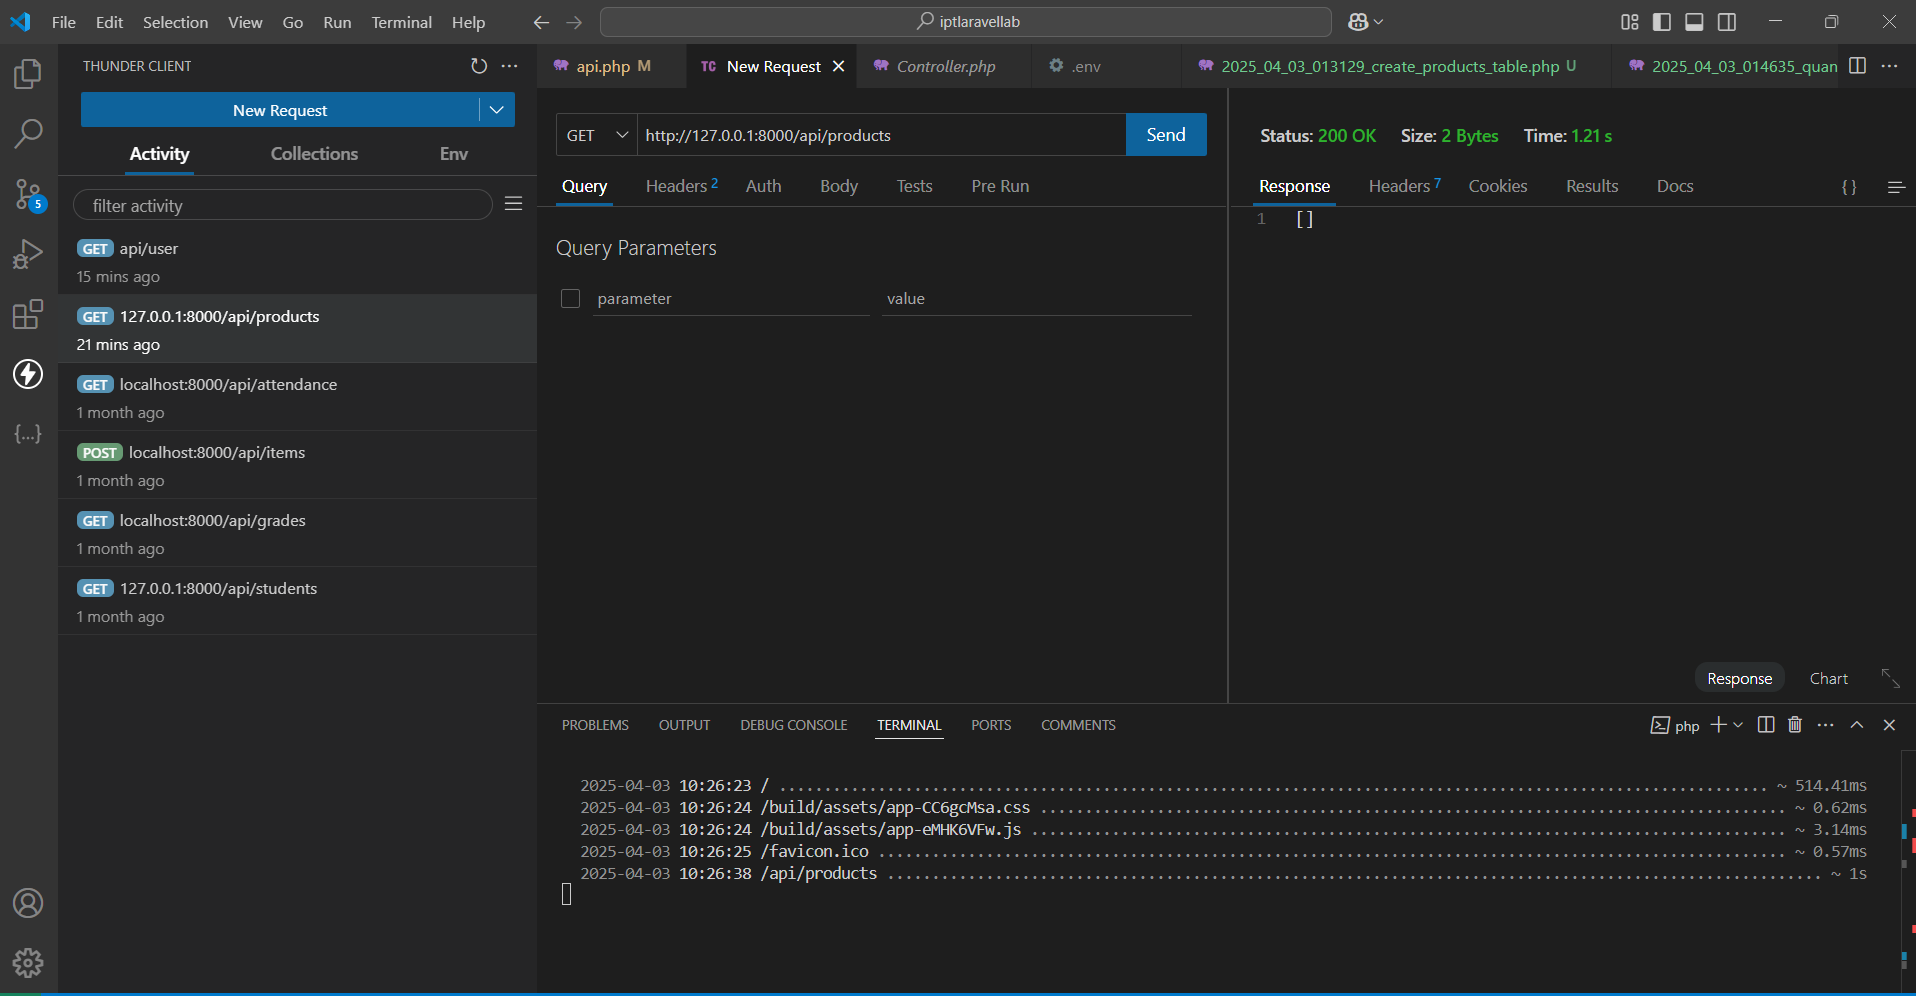 File Edit Selection View Go Run Terminal Help
iptlaravellab
THUNDER CLIENT
New Request
Activity Collections Env
filter activity
GET api/user
15 mins ago
GET 127.0.0.1:8000/api/products
21 mins ago
GET localhost:8000/api/attendance
1 month ago
POST localhost:8000/api/items
1 month ago
GET localhost:8000/api/grades
1 month ago
GET 127.0.0.1:8000/api/students
1 month ago
5
{...}
api.php M
TC New Request
Controller.php
.env
2025_04_03_013129_create_products_table.php U
2025_04_03_014635_quan
GET http://127.0.0.1:8000/api/products Send
Query Headers 2 Auth Body Tests Pre Run
Query Parameters
parameter value
Status: 200 OK Size: 2 Bytes Time: 1.21 s
Response Headers 7 Cookies Results Docs {}
1 []
Response Chart
PROBLEMS OUTPUT DEBUG CONSOLE TERMINAL PORTS COMMENTS
php
2025-04-03 10:26:23 / ........ ~ 514.41ms
2025-04-03 10:26:24 /build/assets/app-CC6gcMsa.css ........ ~ 0.62ms
2025-04-03 10:26:24 /build/assets/app-eMHK6VFw.js ........ ~ 3.14ms
2025-04-03 10:26:25 /favicon.ico ........ ~ 0.57ms
2025-04-03 10:26:38 /api/products ........ ~ 1s